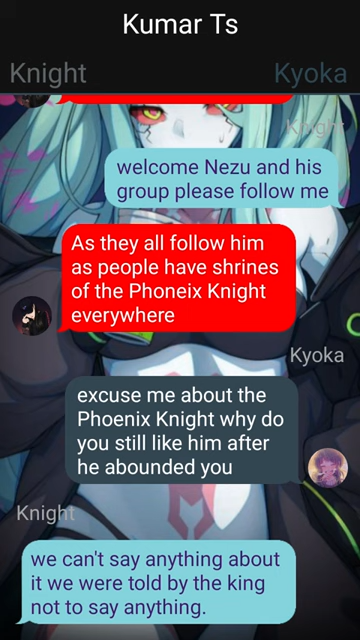 Kumar Ts
Knight
Kyoka
Knight
welcome Nezu and his
group please follow me
As they all follow him
as people have shrines
of the Phoneix Knight
everywhere
Kyoka
excuse me about the
Phoenix Knight why do
you still like him after
he abounded you
Knight
we can't say anything about
it we were told by the king
not to say anything.